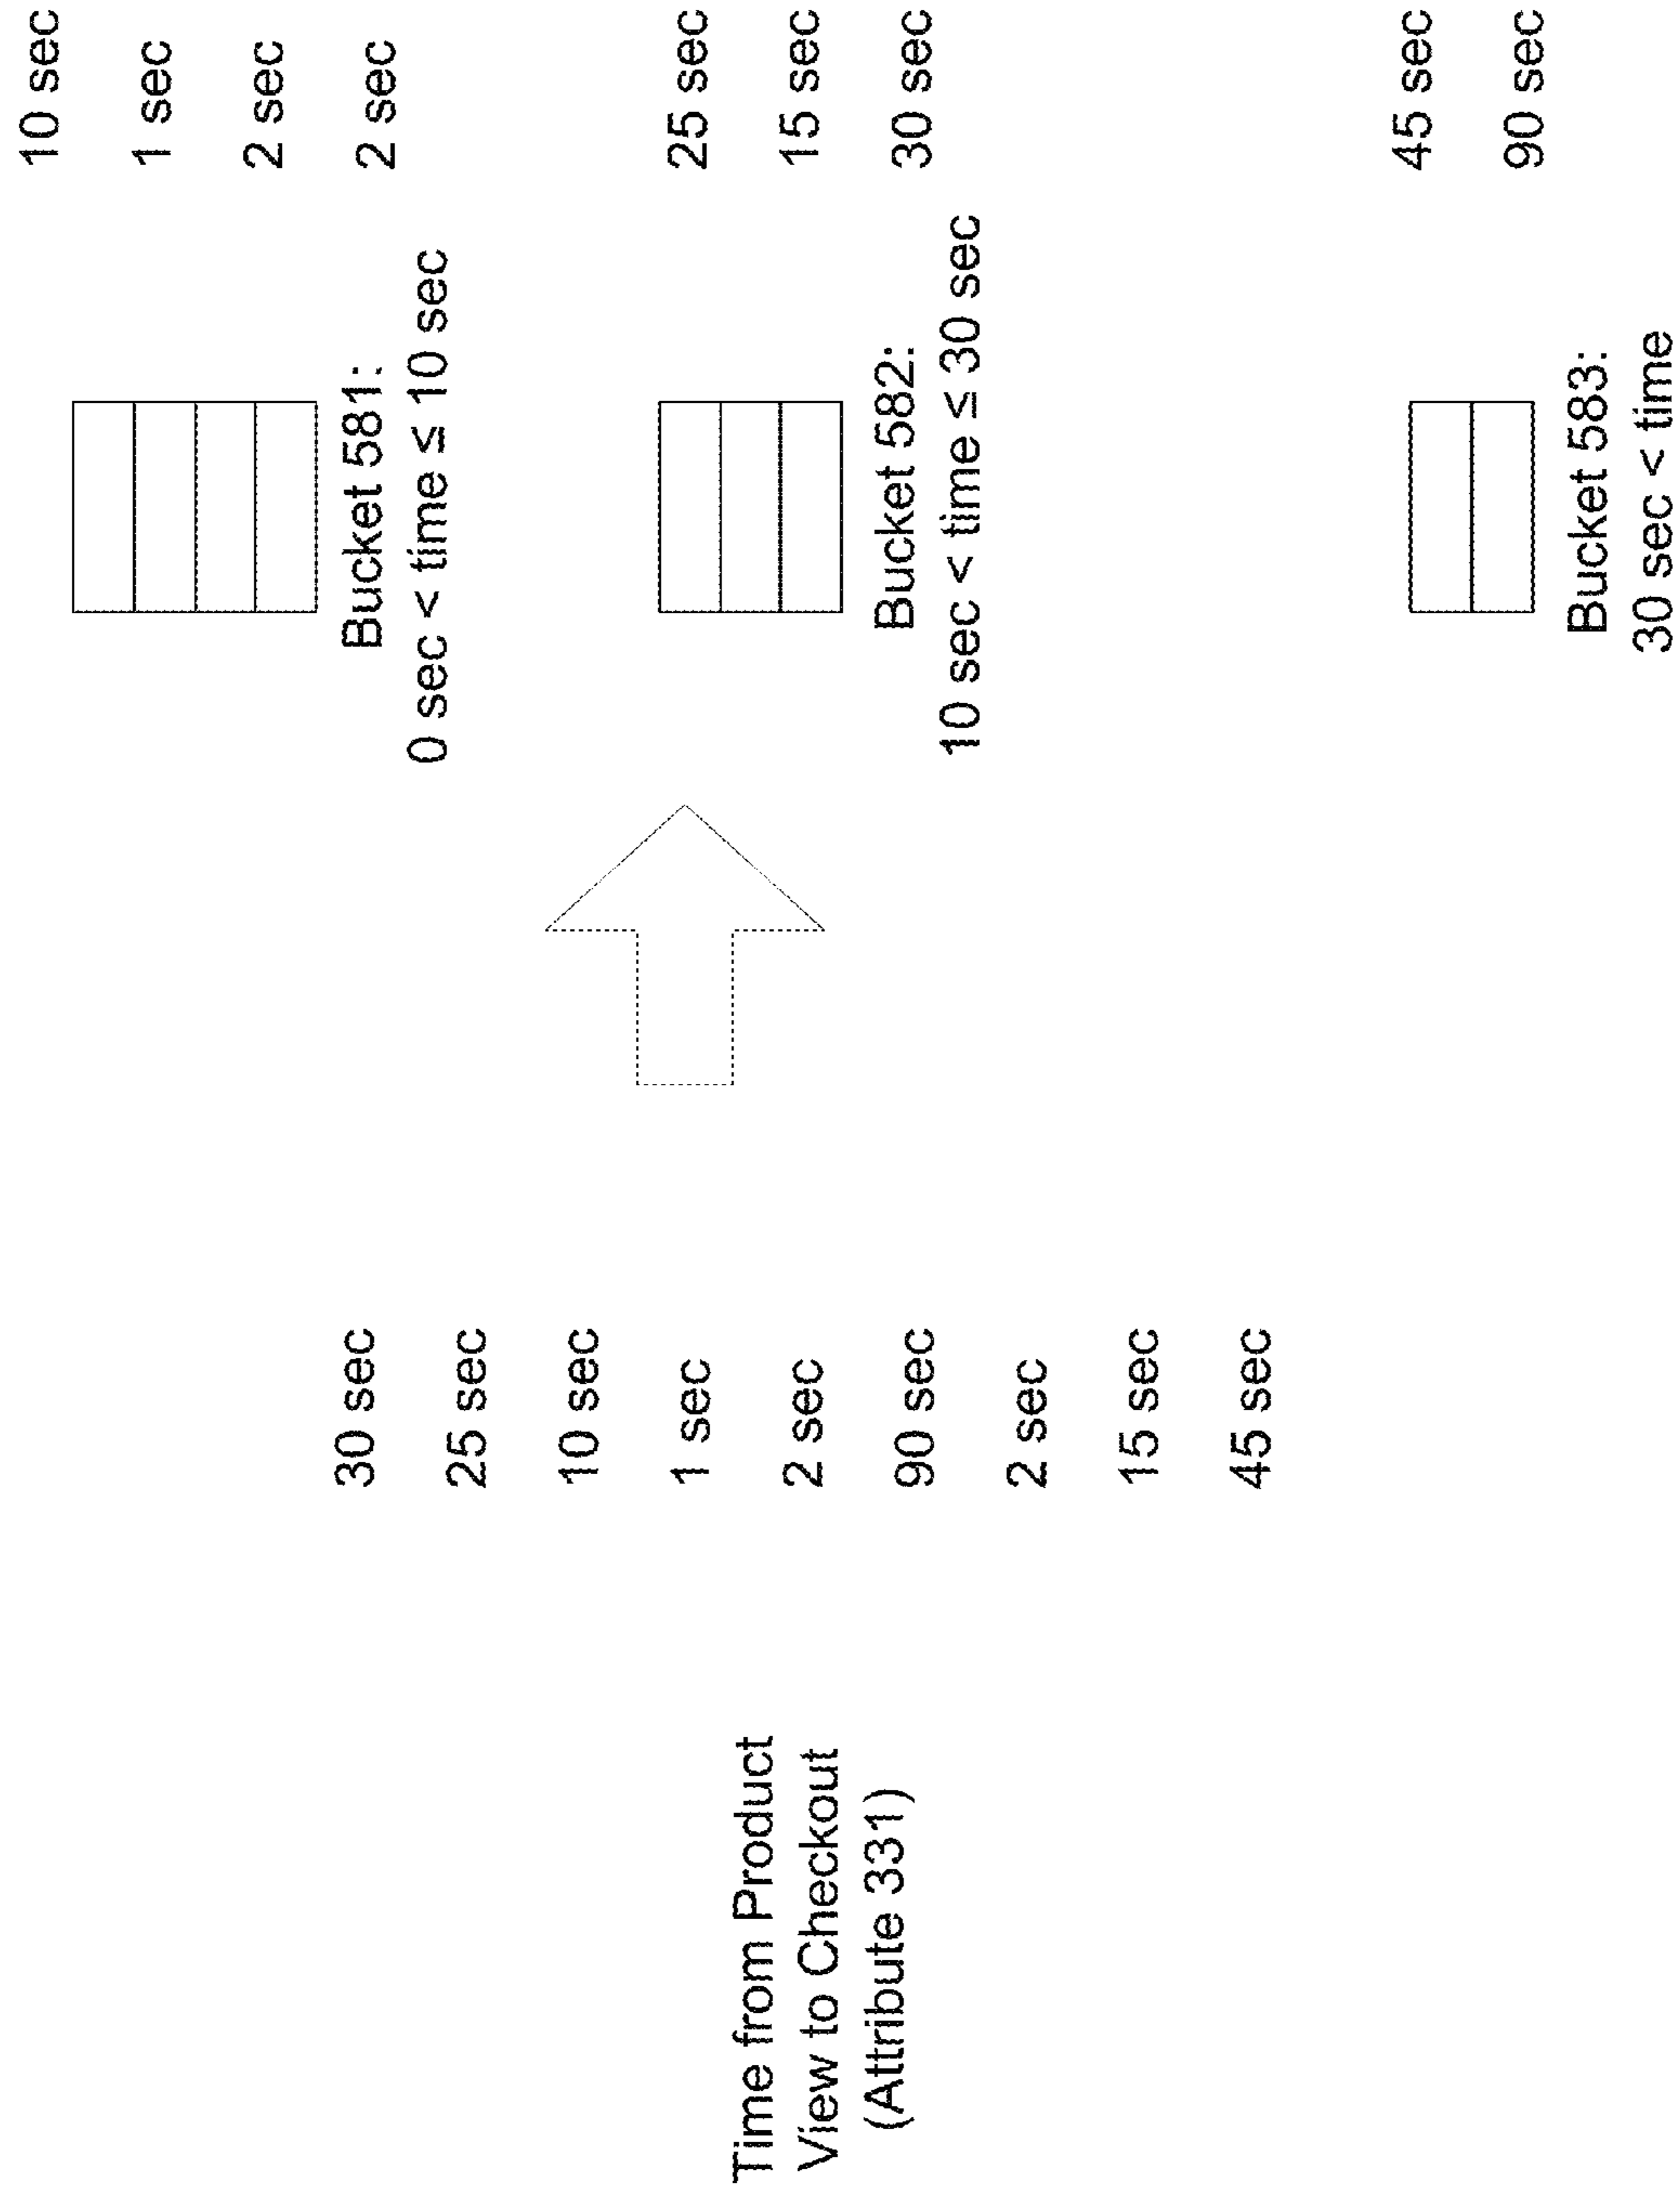 Time from Product
View to Checkout
(Attribute 331)
30 sec
25 sec
10 sec
1 sec
2 sec
90 sec
2 sec
15 sec
45 sec
Bucket 581:
0 sec < time ≤ 10 sec
10 sec
1 sec
2 sec
2 sec
Bucket 582:
10 sec < time ≤ 30 sec
25 sec
15 sec
30 sec
Bucket 583:
30 sec < time
45 sec
90 sec